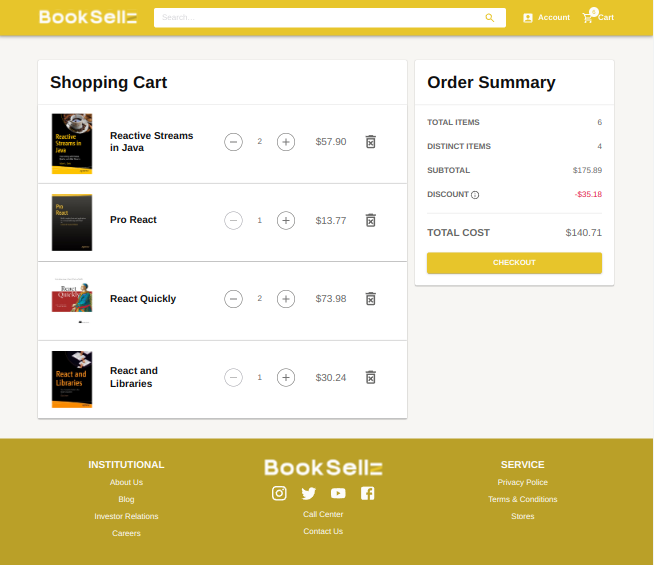 BookSellz
Search...
Account
6
Cart
Shopping Cart
Order Summary
Reactive
Streams in
Java
Reactive Streams
in Java
2
$57.90
Pro
React
Pro React
1
$13.77
React
Quickly
React Quickly
2
$73.98
React and
Libraries
React and
Libraries
1
$30.24
TOTAL ITEMS
6
DISTINCT ITEMS
4
SUBTOTAL
$175.89
DISCOUNT
-$35.18
TOTAL COST
$140.71
CHECKOUT
INSTITUTIONAL
About Us
Blog
Investor Relations
Careers
BookSellz
Call Center
Contact Us
SERVICE
Privacy Police
Terms & Conditions
Stores